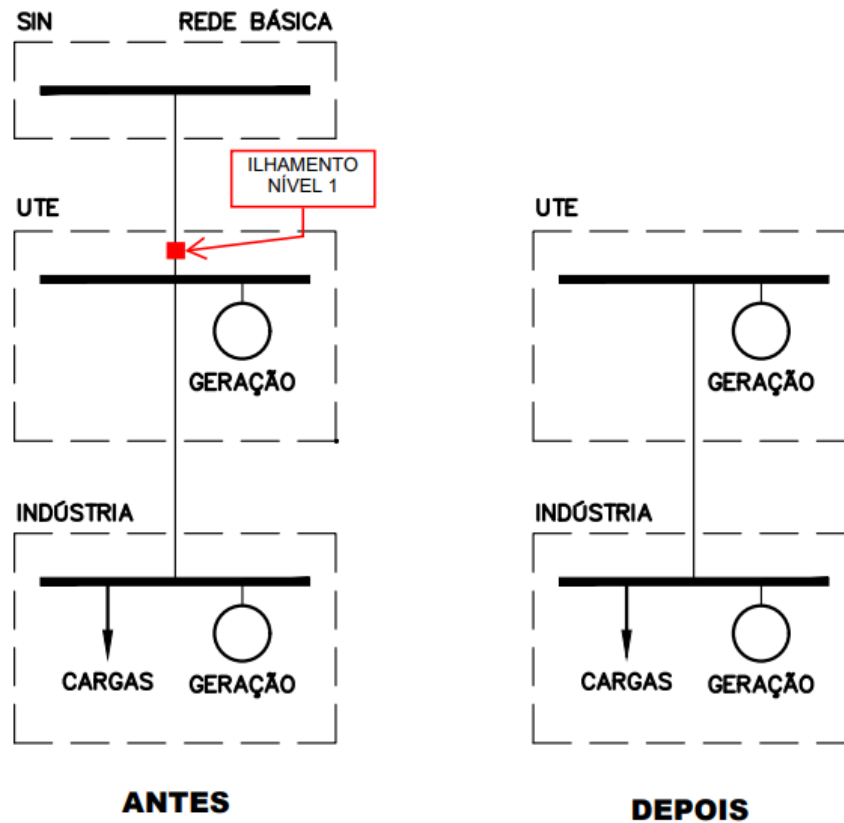 SIN REDE BÁSICA
ILHAMENTO
NÍVEL 1
UTE
GERAÇÃO
INDÚSTRIA
CARGAS GERAÇÃO
ANTES
UTE
GERAÇÃO
INDÚSTRIA
CARGAS GERAÇÃO
DEPOIS